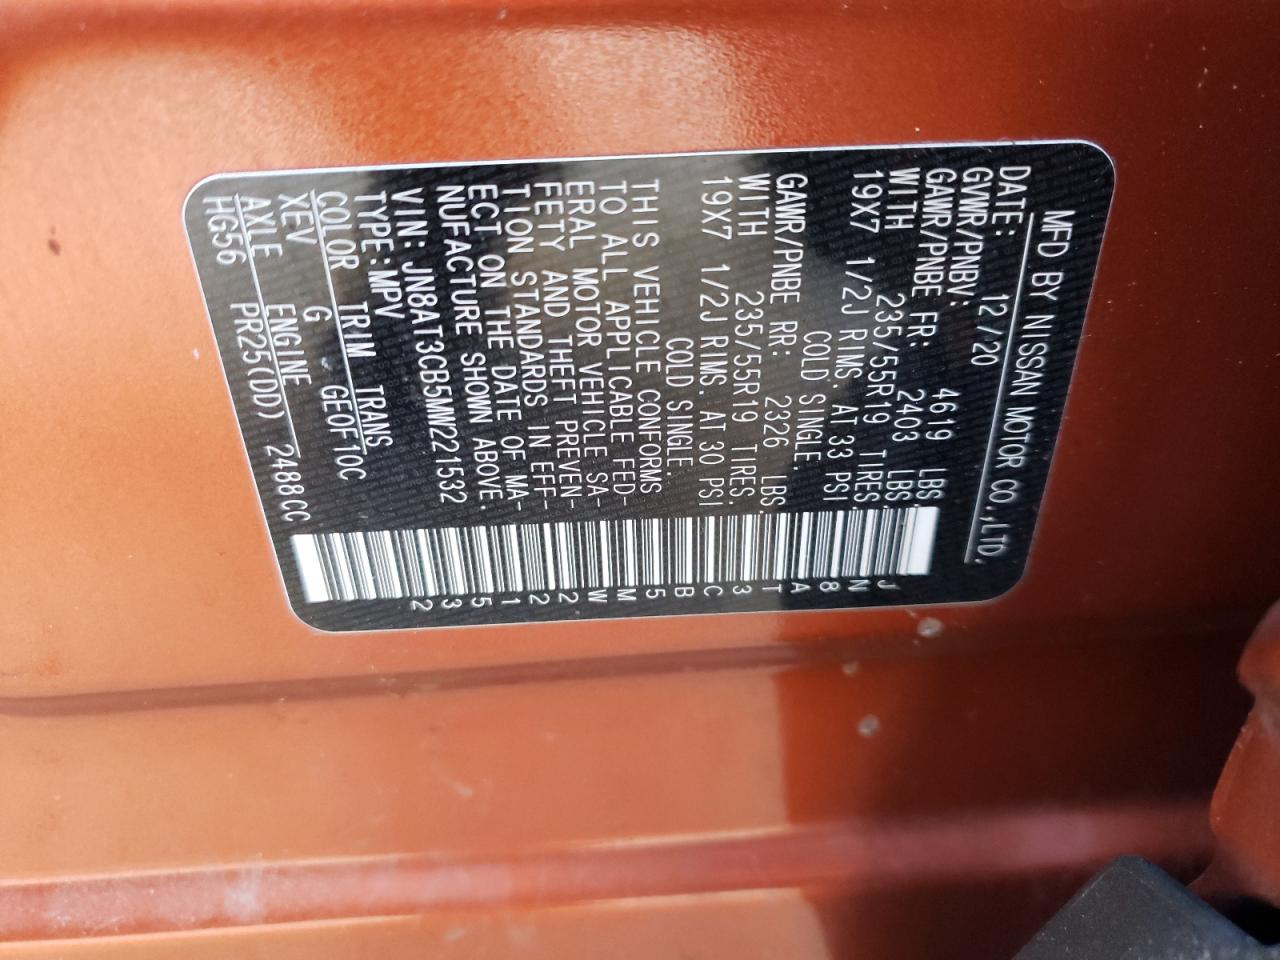 MFD BY NISSAN MOTOR CO.,LTD.
DATE: 12/20
GVWR/PNBV: 4619 LBS.
GAWR/PNBE FR: 2403 LBS.
WITH 235/55R19 TIRES.
19X7 1/2J RIMS. AT 33 PSI
COLD SINGLE.
GAWR/PNBE RR: 2326 LBS.
WITH 235/55R19 TIRES.
19X7 1/2J RIMS. AT 30 PSI
COLD SINGLE.
THIS VEHICLE CONFORMS
TO ALL APPLICABLE FED-
ERAL MOTOR VEHICLE SA-
FETY AND THEFT PREVEN-
TION STANDARDS IN EFF-
ECT ON THE DATE OF MA-
NUFACTURE SHOWN ABOVE.
VIN: JN8AT3CB5MW221532
TYPE:MPV
COLOR TRIM TRANS
XEV G GEOF10C
AXLE ENGINE
HG56 PR25(DD) 2488CC
JN8AT3CB5MW221532